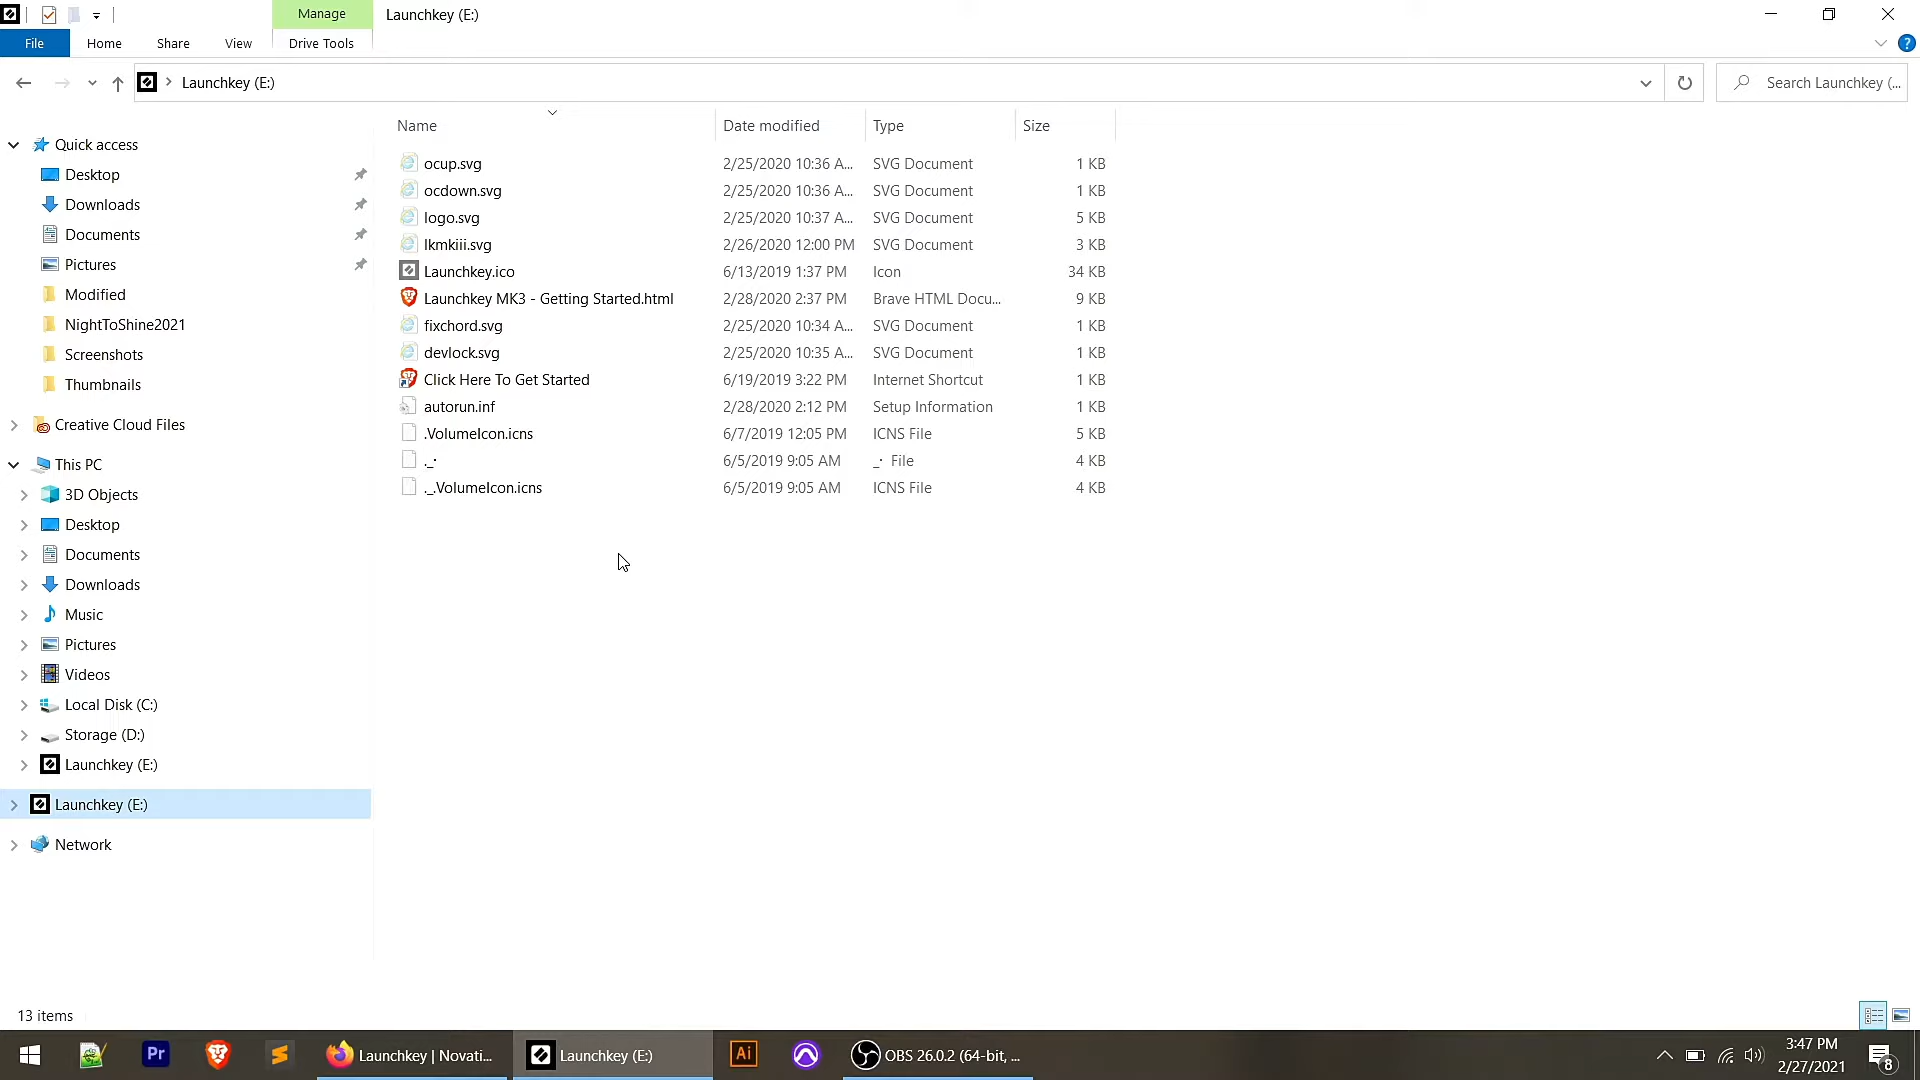 Manage
Launchkey (E:)
File
Home
Share
View
Drive Tools
Launchkey (E:)
Search Launchkey (...
Name
Date modified
Type
Size
ocup.svg 2/25/2020 10:36 A... SVG Document 1 KB
ocdown.svg 2/25/2020 10:36 A... SVG Document 1 KB
logo.svg 2/25/2020 10:37 A... SVG Document 5 KB
lkmkiii.svg 2/26/2020 12:00 PM SVG Document 3 KB
Launchkey.ico 6/13/2019 1:37 PM Icon 34 KB
Launchkey MK3 - Getting Started.html 2/28/2020 2:37 PM Brave HTML Docu... 9 KB
fixchord.svg 2/25/2020 10:34 A... SVG Document 1 KB
devlock.svg 2/25/2020 10:35 A... SVG Document 1 KB
Click Here To Get Started 6/19/2019 3:22 PM Internet Shortcut 1 KB
autorun.inf 2/28/2020 2:12 PM Setup Information 1 KB
.VolumeIcon.icns 6/7/2019 12:05 PM ICNS File 5 KB
._· 6/5/2019 9:05 AM _· File 4 KB
._.VolumeIcon.icns 6/5/2019 9:05 AM ICNS File 4 KB
Quick access
Desktop
Downloads
Documents
Pictures
Modified
NightToShine2021
Screenshots
Thumbnails
Creative Cloud Files
This PC
3D Objects
Desktop
Documents
Downloads
Music
Pictures
Videos
Local Disk (C:)
Storage (D:)
Launchkey (E:)
Launchkey (E:)
Network
13 items
Pr
Launchkey | Novati...
Launchkey (E:)
Ai
OBS 26.0.2 (64-bit, ...
3:47 PM
2/27/2021
8